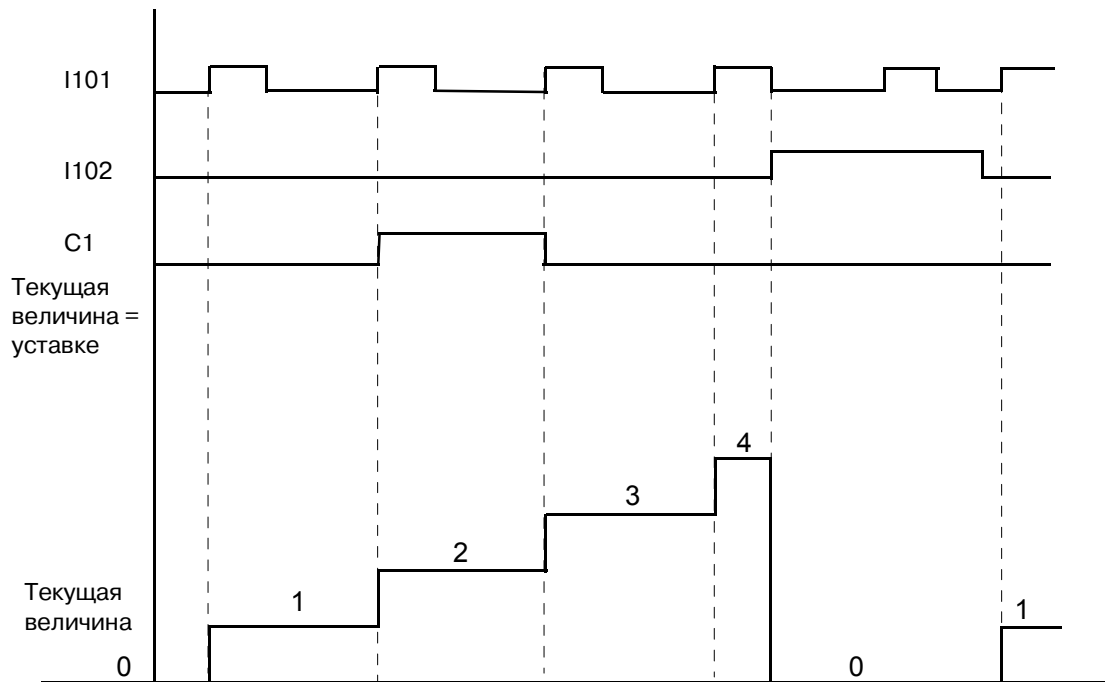 I101
I102
C1
Текущая
величина =
уставке
4
3
2
Текущая
величина
1
1
0
0